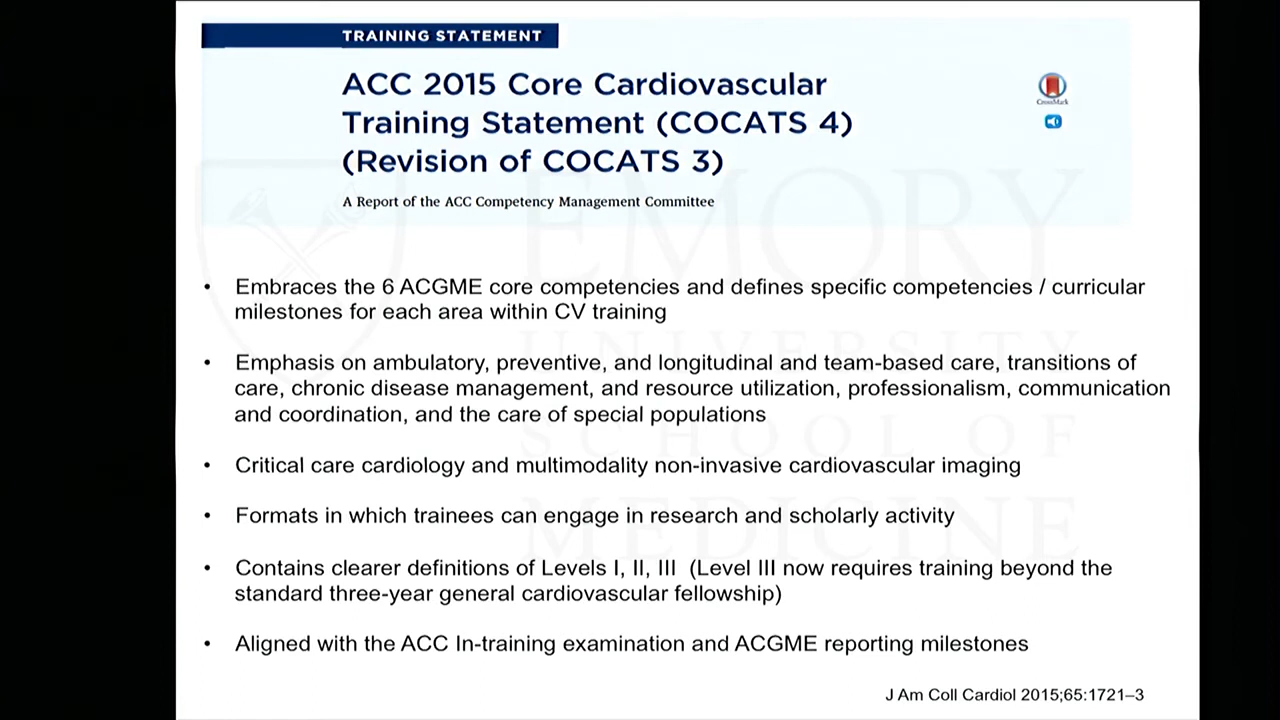 TRAINING STATEMENT
ACC 2015 Core Cardiovascular
Training Statement (COCATS 4)
(Revision of COCATS 3)
CrossMark
A Report of the ACC Competency Management Committee
EMORY
UNIVERSITY
SCHOOL OF
MEDICINE
• Embraces the 6 ACGME core competencies and defines specific competencies / curricular
milestones for each area within CV training
• Emphasis on ambulatory, preventive, and longitudinal and team-based care, transitions of
care, chronic disease management, and resource utilization, professionalism, communication
and coordination, and the care of special populations
• Critical care cardiology and multimodality non-invasive cardiovascular imaging
• Formats in which trainees can engage in research and scholarly activity
• Contains clearer definitions of Levels I, II, III (Level III now requires training beyond the
standard three-year general cardiovascular fellowship)
• Aligned with the ACC In-training examination and ACGME reporting milestones
J Am Coll Cardiol 2015;65:1721–3